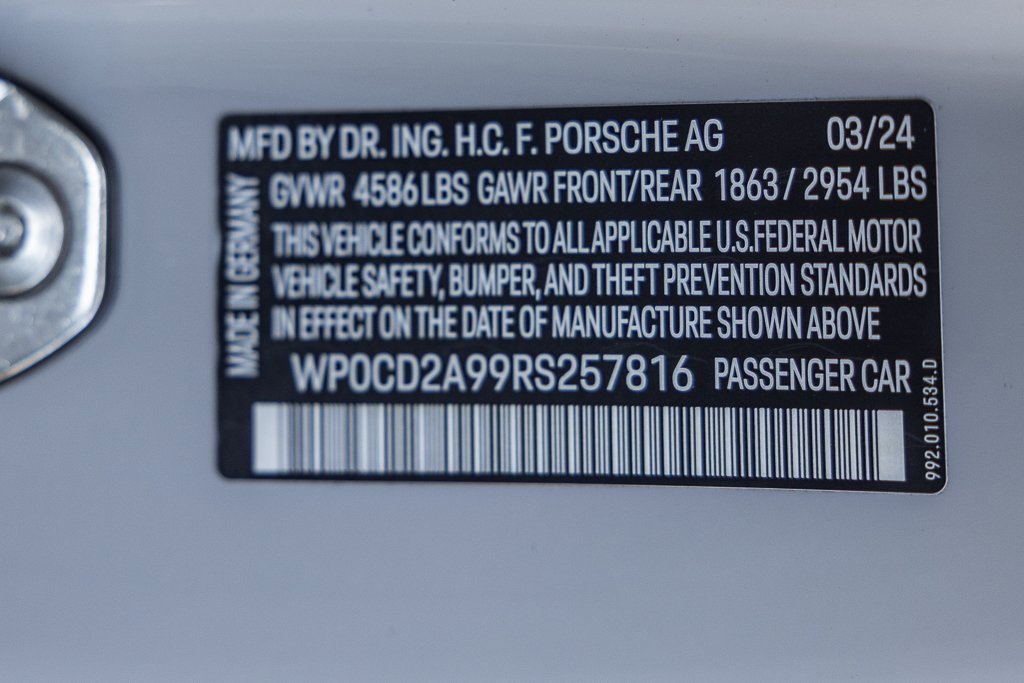 MFD BY DR. ING. H.C. F. PORSCHE AG 03/24
GVWR 4586 LBS GAWR FRONT/REAR 1863 / 2954 LBS
THIS VEHICLE CONFORMS TO ALL APPLICABLE U.S.FEDERAL MOTOR
VEHICLE SAFETY, BUMPER, AND THEFT PREVENTION STANDARDS
IN EFFECT ON THE DATE OF MANUFACTURE SHOWN ABOVE
WP0CD2A99RS257816 PASSENGER CAR
MADE IN GERMANY
992.010.534.D